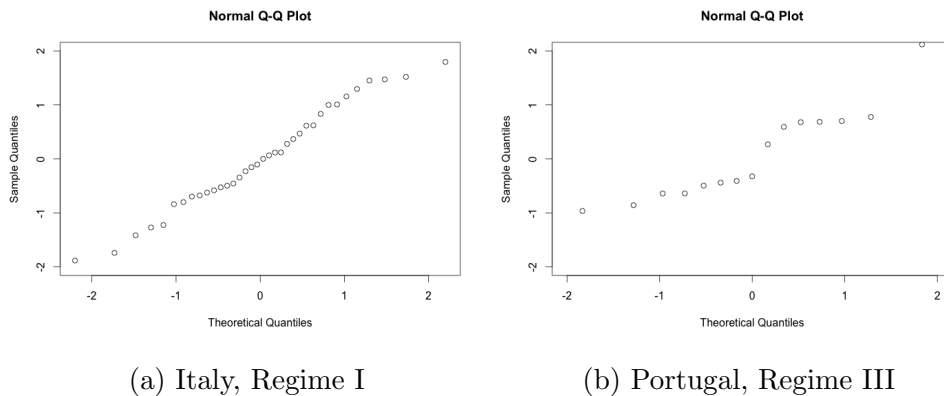 Normal Q-Q Plot
Sample Quantiles
2
1
0
-1
-2
-2 -1 0 1 2
Theoretical Quantiles
(a) Italy, Regime I
Normal Q-Q Plot
Sample Quantiles
2
1
0
-1
-2
-2 -1 0 1 2
Theoretical Quantiles
(b) Portugal, Regime III